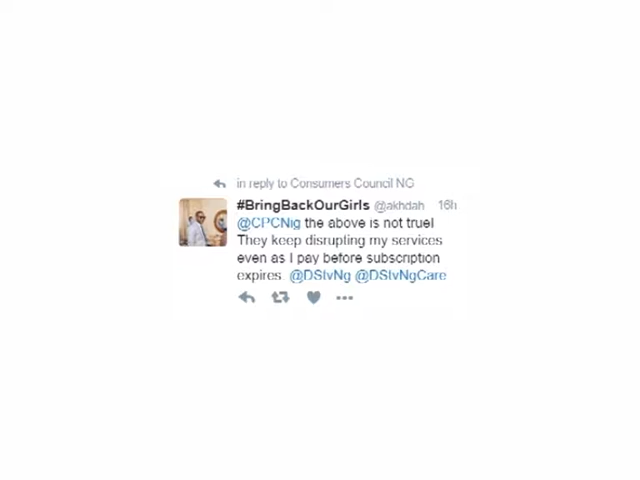 in reply to Consumers Council NG
#BringBackOurGirls @akhdah 16h
@CPCNig the above is not true!
They keep disrupting my services
even as I pay before subscription
expires. @DStvNg @DStvNgCare